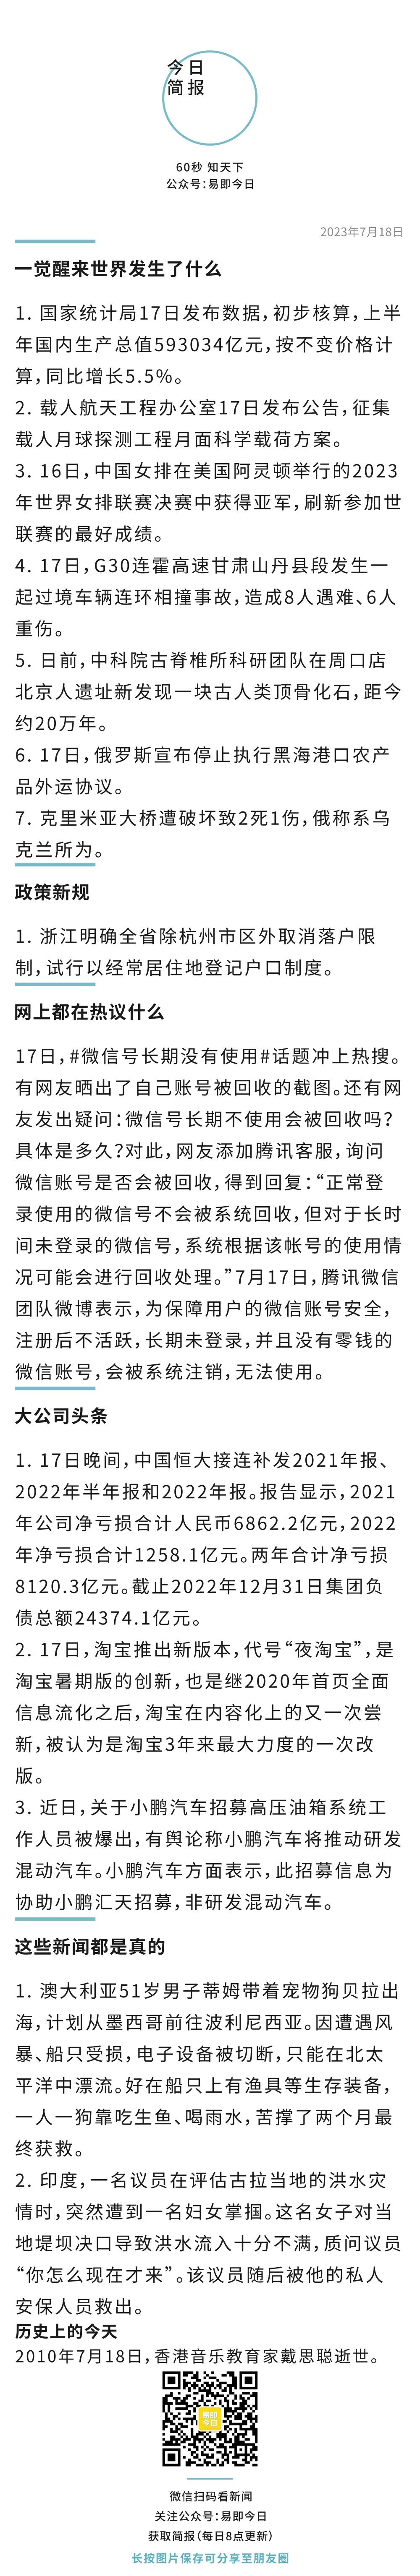 今日
简报
60秒 知天下
公众号：易即今日
2023年7月18日
一觉醒来世界发生了什么
1. 国家统计局17日发布数据，初步核算，上半
年国内生产总值593034亿元，按不变价格计
算，同比增长5.5%。
2. 载人航天工程办公室17日发布公告，征集
载人月球探测工程月面科学载荷方案。
3. 16日，中国女排在美国阿灵顿举行的2023
年世界女排联赛决赛中获得亚军，刷新参加世
联赛的最好成绩。
4. 17日，G30连霍高速甘肃山丹县段发生一
起过境车辆连环相撞事故，造成8人遇难、6人
重伤。
5. 日前，中科院古脊椎所科研团队在周口店
北京人遗址新发现一块古人类顶骨化石，距今
约20万年。
6. 17日，俄罗斯宣布停止执行黑海港口农产
品外运协议。
7. 克里米亚大桥遭破坏致2死1伤，俄称系乌
克兰所为。
政策新规
1. 浙江明确全省除杭州市区外取消落户限
制，试行以经常居住地登记户口制度。
网上都在热议什么
17日，#微信号长期没有使用#话题冲上热搜。
有网友晒出了自己账号被回收的截图。还有网
友发出疑问：微信号长期不使用会被回收吗？
具体是多久？对此，网友添加腾讯客服，询问
微信账号是否会被回收，得到回复：“正常登
录使用的微信号不会被系统回收，但对于长时
间未登录的微信号，系统根据该帐号的使用情
况可能会进行回收处理。”7月17日，腾讯微信
团队微博表示，为保障用户的微信账号安全，
注册后不活跃，长期未登录，并且没有零钱的
微信账号，会被系统注销，无法使用。
大公司头条
1. 17日晚间，中国恒大接连补发2021年报、
2022年半年报和2022年报。报告显示，2021
年公司净亏损合计人民币6862.2亿元，2022
年净亏损合计1258.1亿元。两年合计净亏损
8120.3亿元。截止2022年12月31日集团负
债总额24374.1亿元。
2. 17日，淘宝推出新版本，代号“夜淘宝”，是
淘宝暑期版的创新，也是继2020年首页全面
信息流化之后，淘宝在内容化上的又一次尝
新，被认为是淘宝3年来最大力度的一次改
版。
3. 近日，关于小鹏汽车招募高压油箱系统工
作人员被爆出，有舆论称小鹏汽车将推动研发
混动汽车。小鹏汽车方面表示，此招募信息为
协助小鹏汇天招募，非研发混动汽车。
这些新闻都是真的
1. 澳大利亚51岁男子蒂姆带着宠物狗贝拉出
海，计划从墨西哥前往波利尼西亚。因遭遇风
暴、船只受损，电子设备被切断，只能在北太
平洋中漂流。好在船只上有渔具等生存装备，
一人一狗靠吃生鱼、喝雨水，苦撑了两个月最
终获救。
2. 印度，一名议员在评估古拉当地的洪水灾
情时，突然遭到一名妇女掌掴。这名女子对当
地堤坝决口导致洪水流入十分不满，质问议员
“你怎么现在才来”。该议员随后被他的私人
安保人员救出。
历史上的今天
2010年7月18日，香港音乐教育家戴思聪逝世。
易即
今日
微信扫码看新闻
关注公众号：易即今日
获取简报（每日8点更新）
长按图片保存可分享至朋友圈